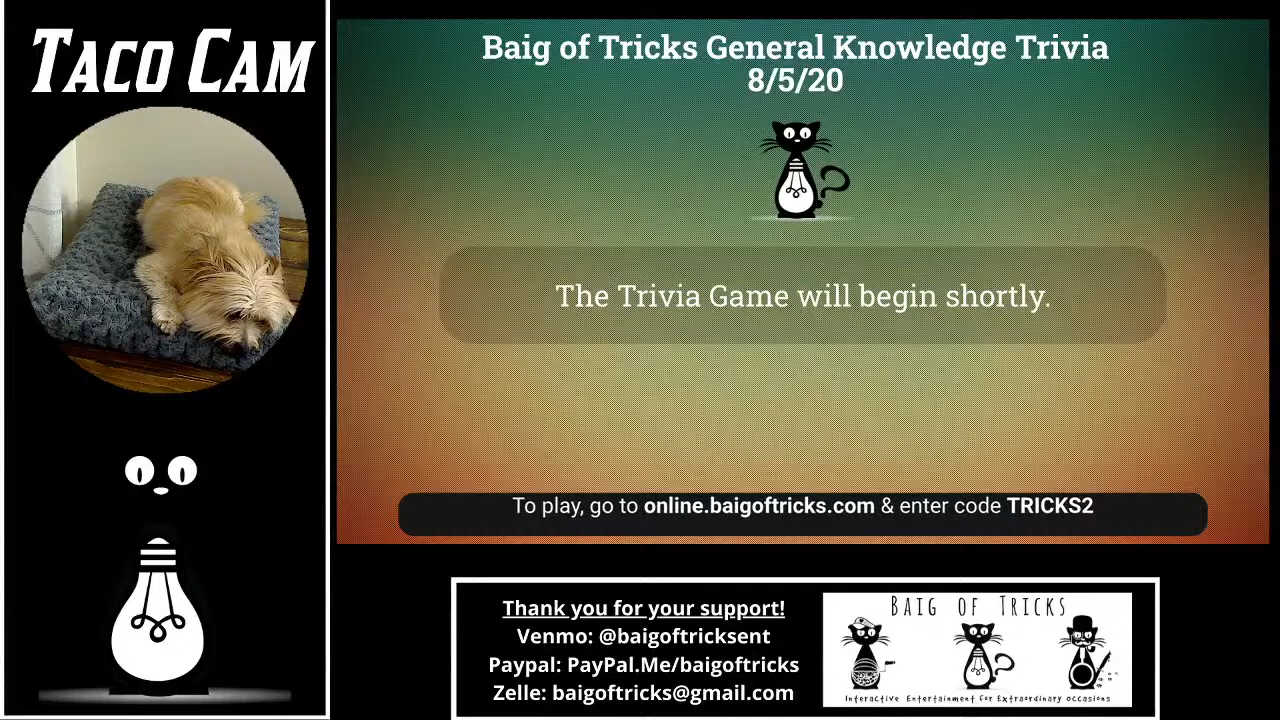 TACO CAM
Baig of Tricks General Knowledge Trivia
8/5/20
The Trivia Game will begin shortly.
To play, go to online.baigoftricks.com & enter code TRICKS2
Thank you for your support!
Venmo: @baigoftricksent
Paypal: PayPal.Me/baigoftricks
Zelle: baigoftricks@gmail.com
BAIG OF TRICKS
Interactive Entertainment for Extraordinary occasions